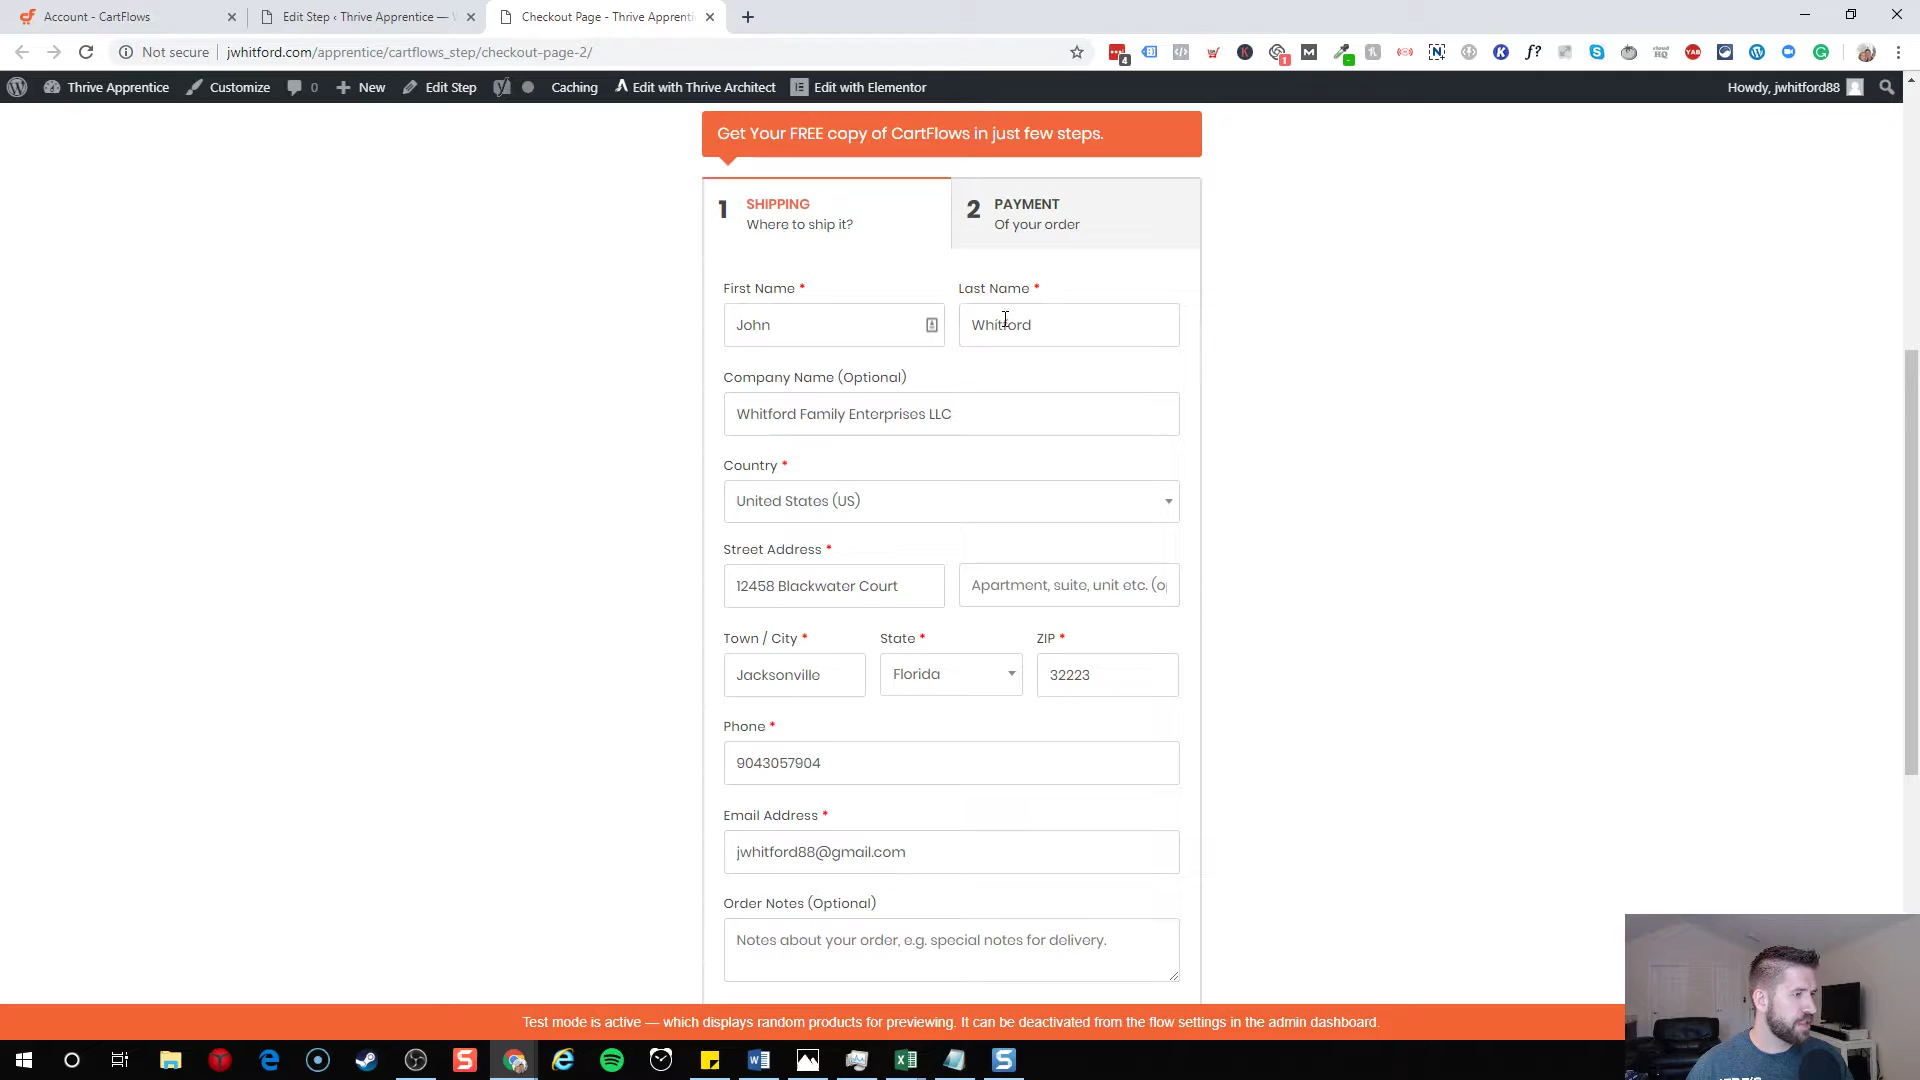 Account - CartFlows
Edit Step ‹ Thrive Apprentice —
Checkout Page - Thrive Apprenti
Not secure
jwhitford.com/apprentice/cartflows_step/checkout-page-2/
Thrive Apprentice
Customize
0
New
Edit Step
Caching
Edit with Thrive Architect
Edit with Elementor
Howdy, jwhitford88
Get Your FREE copy of CartFlows in just few steps.
1 SHIPPING
Where to ship it?
2 PAYMENT
Of your order
First Name *
Last Name *
John
Whitford
Company Name (Optional)
Whitford Family Enterprises LLC
Country *
United States (US)
Street Address *
12458 Blackwater Court
Apartment, suite, unit etc. (o
Town / City *
State *
ZIP *
Jacksonville
Florida
32223
Phone *
9043057904
Email Address *
jwhitford88@gmail.com
Order Notes (Optional)
Notes about your order, e.g. special notes for delivery.
Test mode is active — which displays random products for previewing. It can be deactivated from the flow settings in the admin dashboard.